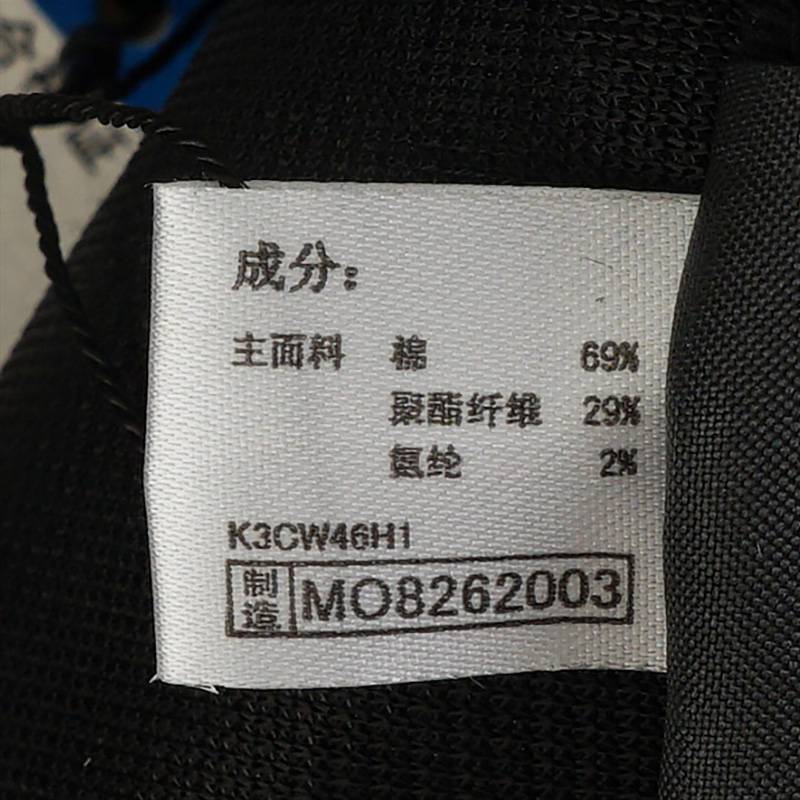 成分：
主面料 棉 69%
聚酯纤维 29%
氨纶 2%
K3CW46H1
制造 MO8262003